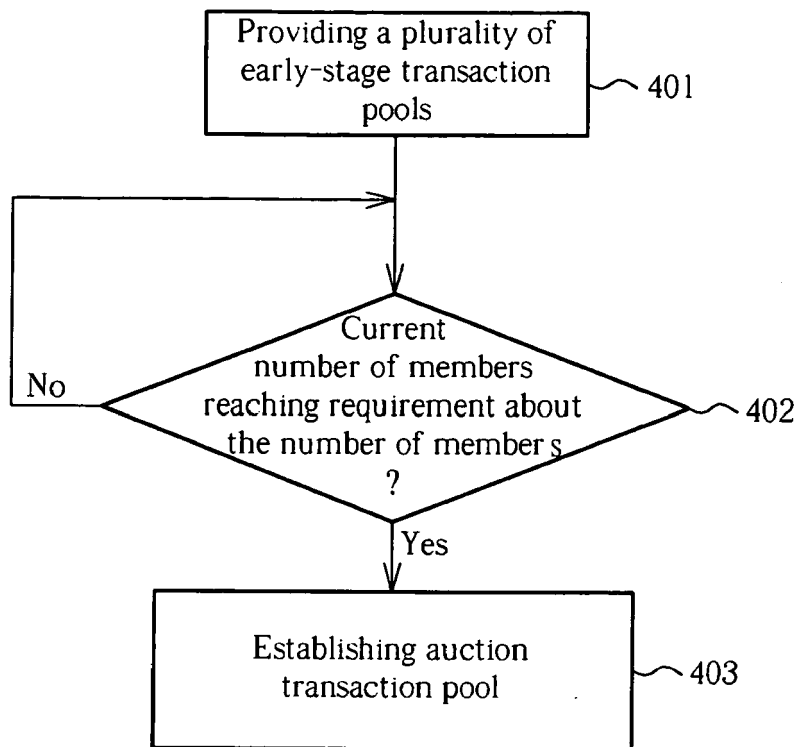 Providing a plurality of
early-stage transaction
pools
401
Current
number of members
reaching requirement about
the number of members
?
402
No
Yes
Establishing auction
transaction pool
403